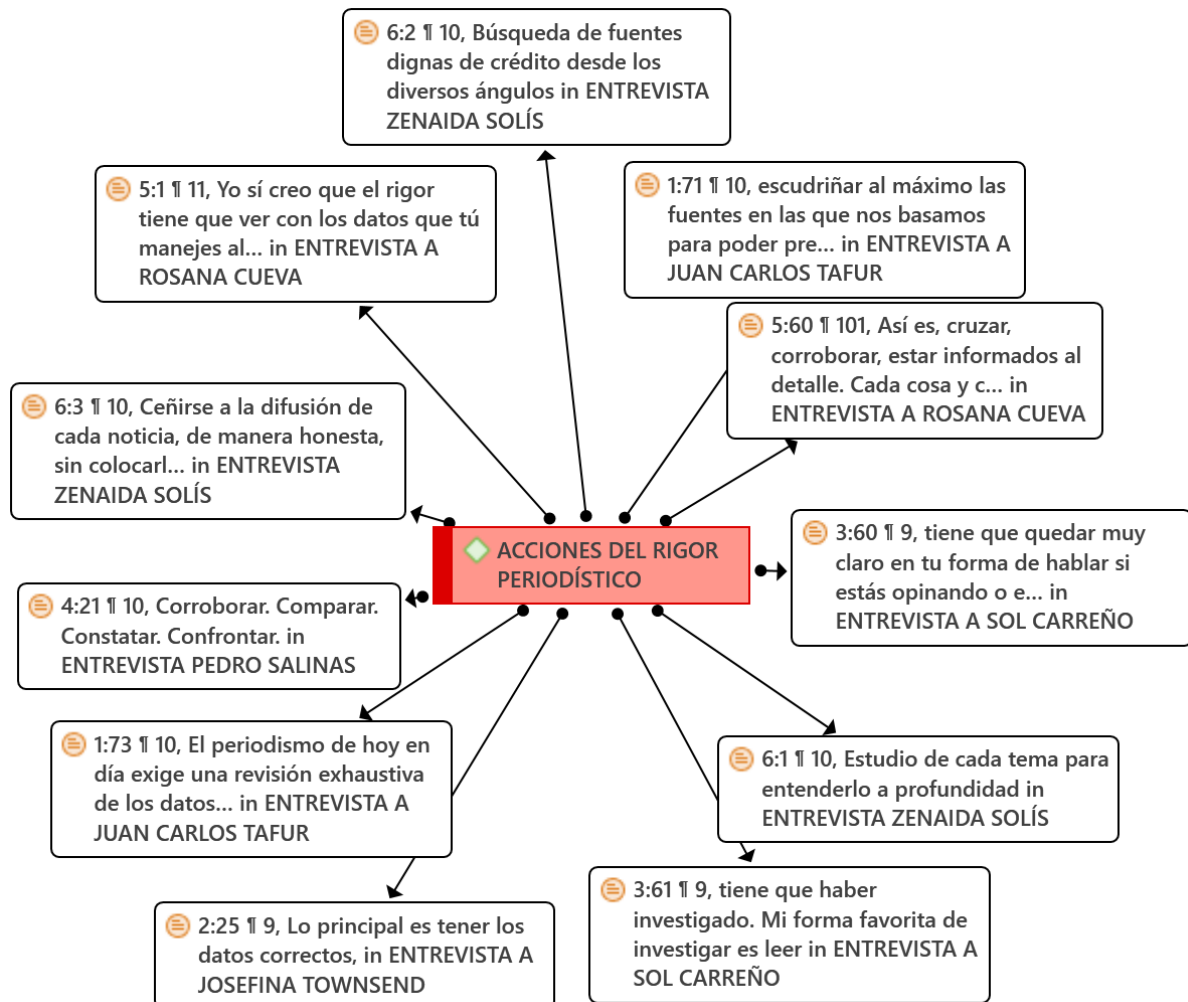 6:2 ¶ 10, Búsqueda de fuentes
dignas de crédito desde los
diversos ángulos in ENTREVISTA
ZENAIDA SOLÍS
5:1 ¶ 11, Yo sí creo que el rigor
tiene que ver con los datos que tú
manejes al... in ENTREVISTA A
ROSANA CUEVA
1:71 ¶ 10, escudriñar al máximo las
fuentes en las que nos basamos
para poder pre... in ENTREVISTA A
JUAN CARLOS TAFUR
5:60 ¶ 101, Así es, cruzar,
corroborar, estar informados al
detalle. Cada cosa y c... in
ENTREVISTA A ROSANA CUEVA
6:3 ¶ 10, Ceñirse a la difusión de
cada noticia, de manera honesta,
sin colocarl... in ENTREVISTA
ZENAIDA SOLÍS
ACCIONES DEL RIGOR
PERIODÍSTICO
3:60 ¶ 9, tiene que quedar muy
claro en tu forma de hablar si
estás opinando o e... in
ENTREVISTA A SOL CARREÑO
4:21 ¶ 10, Corroborar. Comparar.
Constatar. Confrontar. in
ENTREVISTA PEDRO SALINAS
1:73 ¶ 10, El periodismo de hoy en
día exige una revisión exhaustiva
de los datos... in ENTREVISTA A
JUAN CARLOS TAFUR
6:1 ¶ 10, Estudio de cada tema para
entenderlo a profundidad in
ENTREVISTA ZENAIDA SOLÍS
2:25 ¶ 9, Lo principal es tener los
datos correctos, in ENTREVISTA A
JOSEFINA TOWNSEND
3:61 ¶ 9, tiene que haber
investigado. Mi forma favorita de
investigar es leer in ENTREVISTA A
SOL CARREÑO